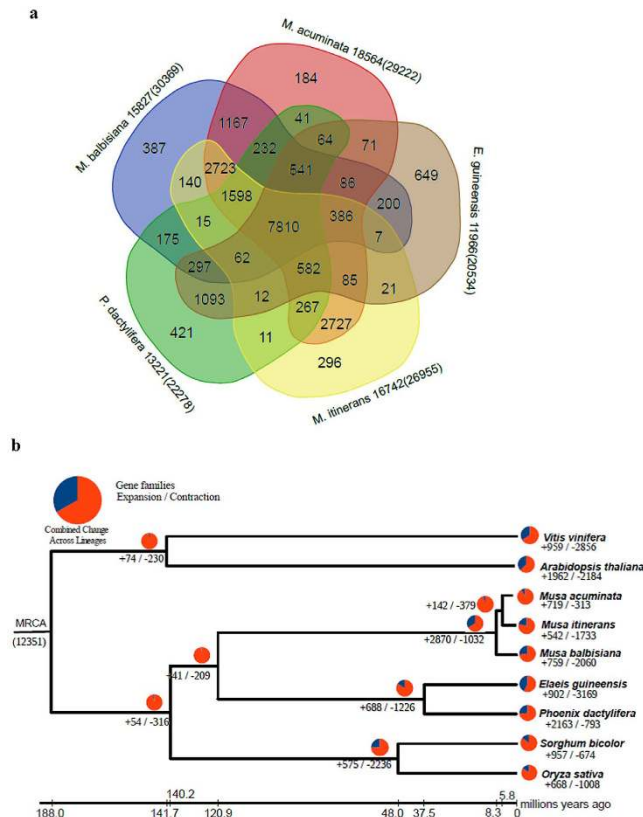 a
M. acuminata 18564(29222)
M. balbisiana 15827(30369)
E. guineensis 11966(20534)
P. dactylifera 13221(22278)
M. itinerans 16742(26955)
184
1167
41
387
232
64
71
649
2723
541
86
140
200
1598
386
15
7810
7
175
62
297
582
85
21
1093
12
267
421
11
2727
296
b
Gene families
Expansion / Contraction
Combined Change
Across Lineages
Vitis vinifera
+959 / -2856
+74 / -230
Arabidopsis thaliana
+1962 / -2184
Musa acuminata
+719 / -313
+142 / -379
MRCA
(12351)
Musa itinerans
+542 / -1733
+2870 / -1032
Musa balbisiana
+759 / -2060
+41 / -209
Elaeis guineensis
+902 / -3169
+688 / -1226
Phoenix dactylifera
+2163 / -793
+54 / -316
Sorghum bicolor
+957 / -674
+575 / -2236
Oryza sativa
+668 / -1008
140.2
5.8
188.0 141.7 120.9 48.0 37.5 8.3 0 millions years ago